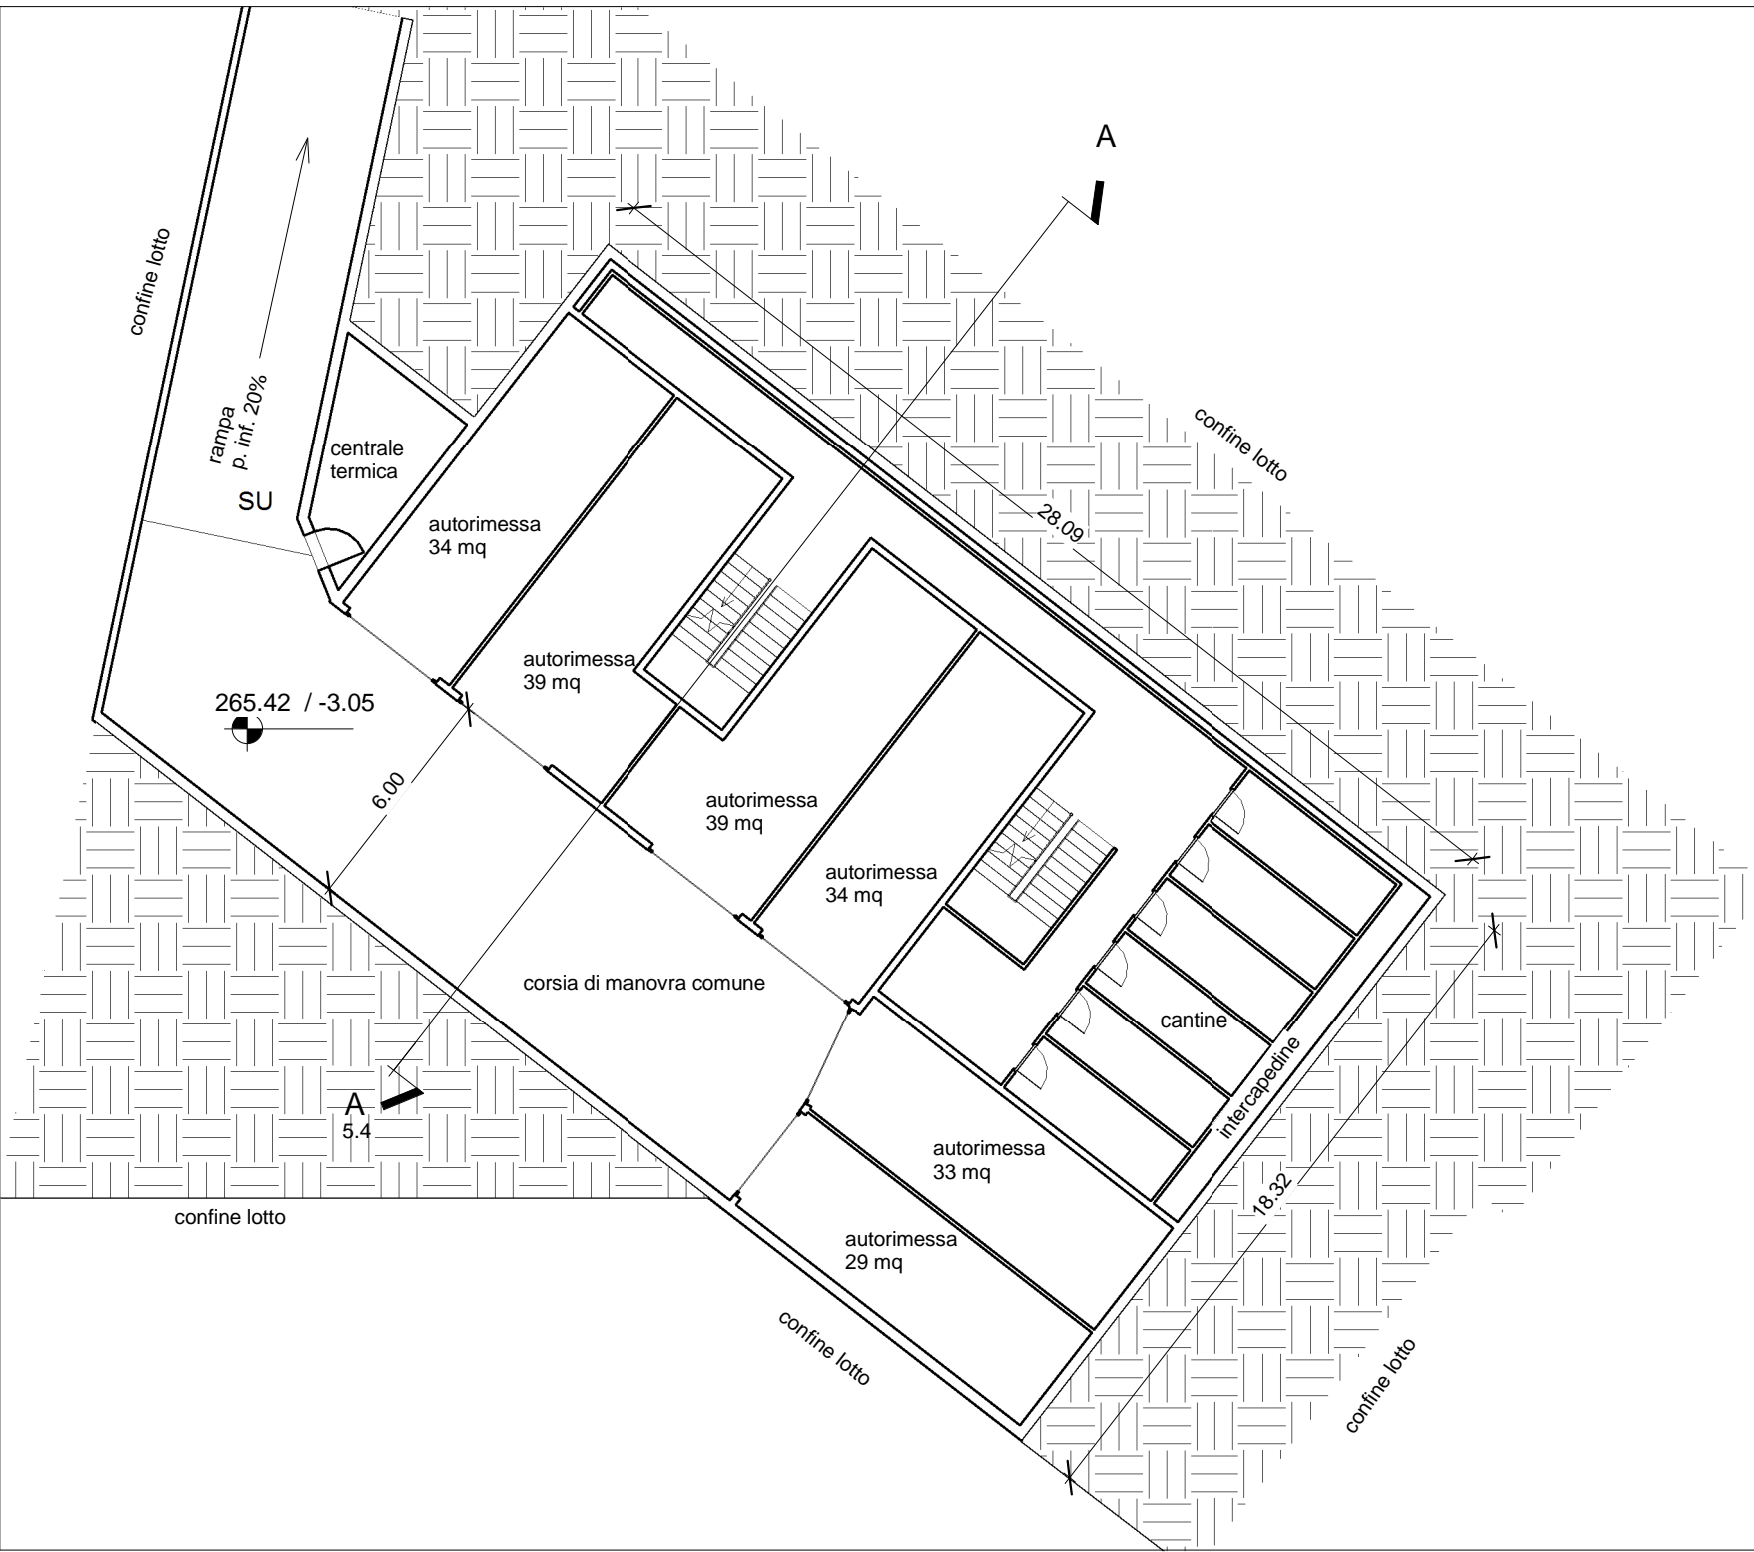 A
confine lotto
rampa
p. inf. 20%
SU
centrale
termica
confine lotto
28.09
autorimessa
34 mq
autorimessa
39 mq
265.42 / -3.05
6.00
autorimessa
39 mq
autorimessa
34 mq
corsia di manovra comune
cantine
intercapedine
A
5.4
autorimessa
33 mq
18.32
confine lotto
autorimessa
29 mq
confine lotto
confine lotto